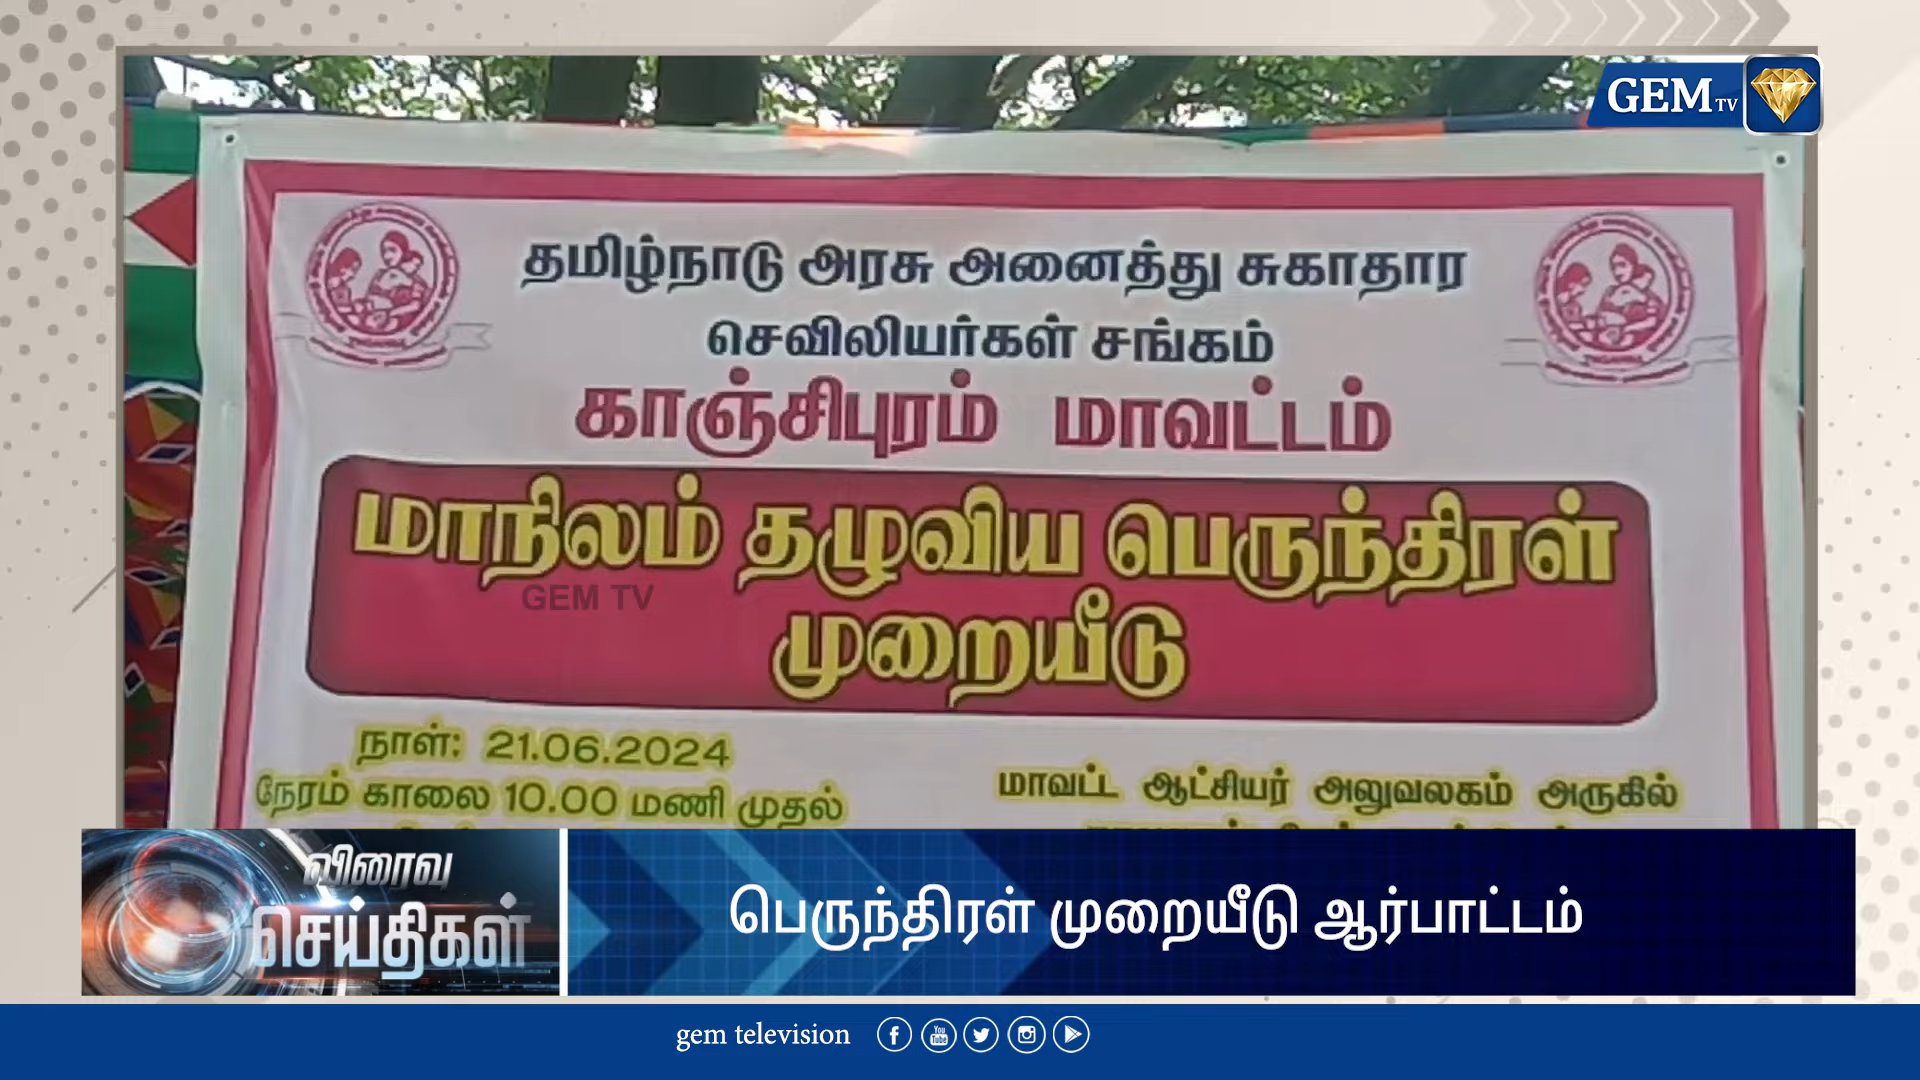 GEM TV
தமிழ்நாடு அரசு அனைத்து சுகாதார
செவிலியர்கள் சங்கம்
காஞ்சிபுரம் மாவட்டம்
மாநிலம் தழுவிய பெருந்திரள்
முறையீடு
GEM TV
நாள்: 21.06.2024
நேரம் காலை 10.00 மணி முதல்
மாவட்ட ஆட்சியர் அலுவலகம் அருகில்
விரைவு
செய்திகள்
பெருந்திரள் முறையீடு ஆர்பாட்டம்
gem television